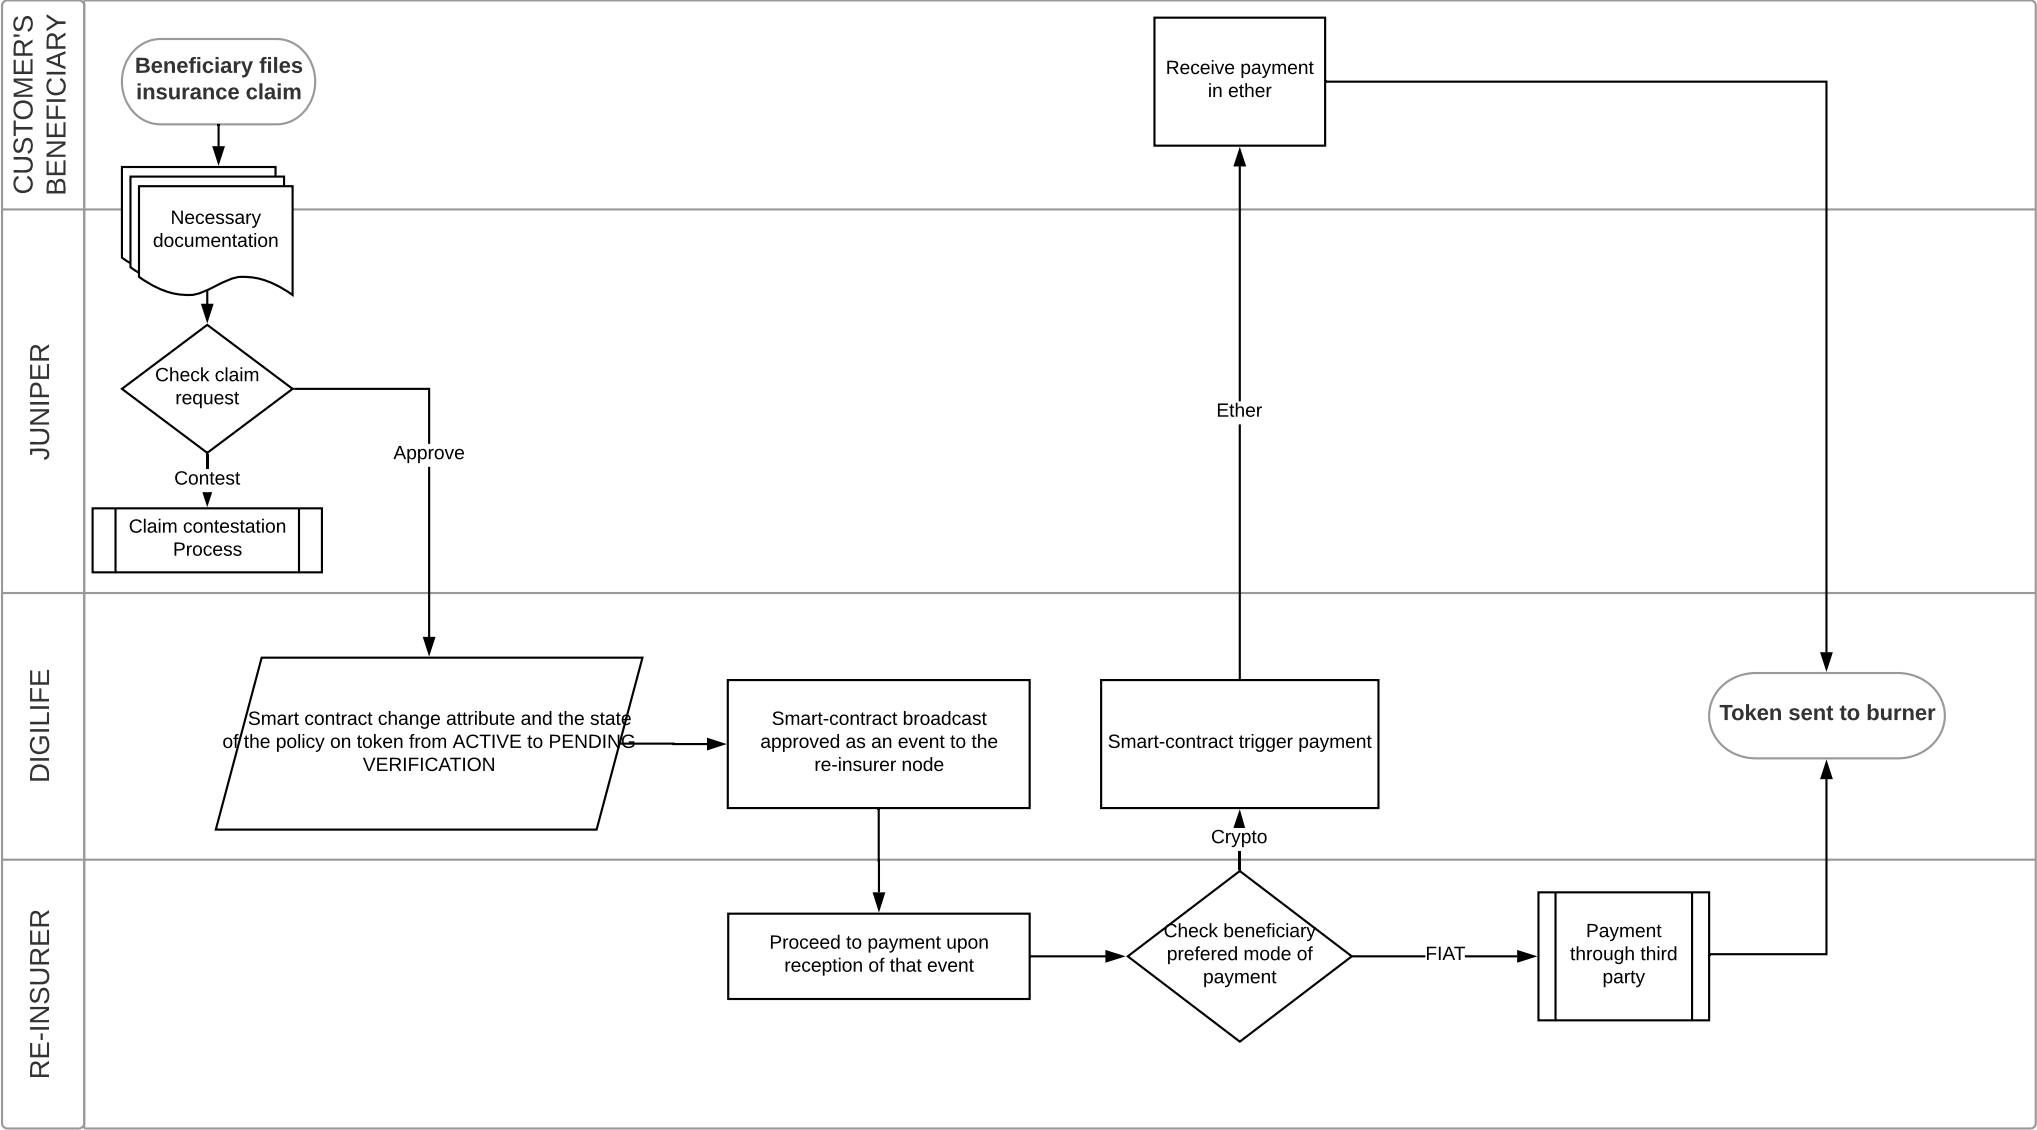 CUSTOMER'S
BENEFICIARY
Beneficiary files
insurance claim
Receive payment
in ether
JUNIPER
Necessary
documentation
Check claim
request
Approve
Contest
Claim contestation
Process
Ether
DIGILIFE
Smart contract change attribute and the state
of the policy on token from ACTIVE to PENDING
VERIFICATION
Smart-contract broadcast
approved as an event to the
re-insurer node
Smart-contract trigger payment
Token sent to burner
Crypto
RE-INSURER
Proceed to payment upon
reception of that event
Check beneficiary
prefered mode of
payment
FIAT
Payment
through third
party